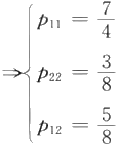 ⇒{p₁₁ = 7/4
p₂₂ = 3/8
p₁₂ = 5/8